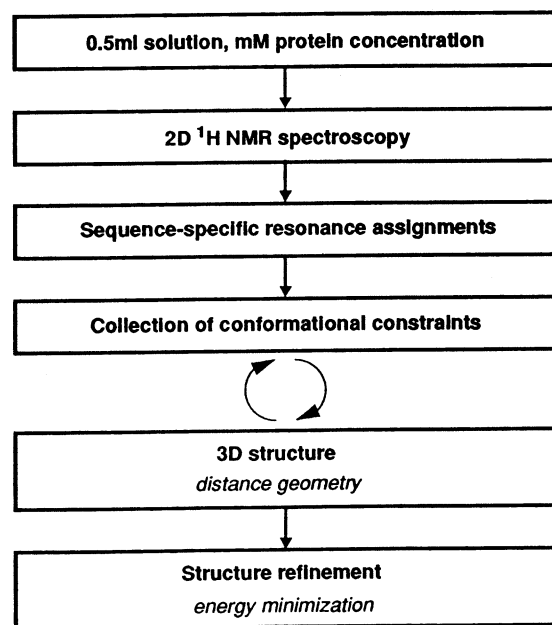 0.5ml solution, mM protein concentration
2D ¹H NMR spectroscopy
Sequence-specific resonance assignments
Collection of conformational constraints
3D structure
distance geometry
Structure refinement
energy minimization